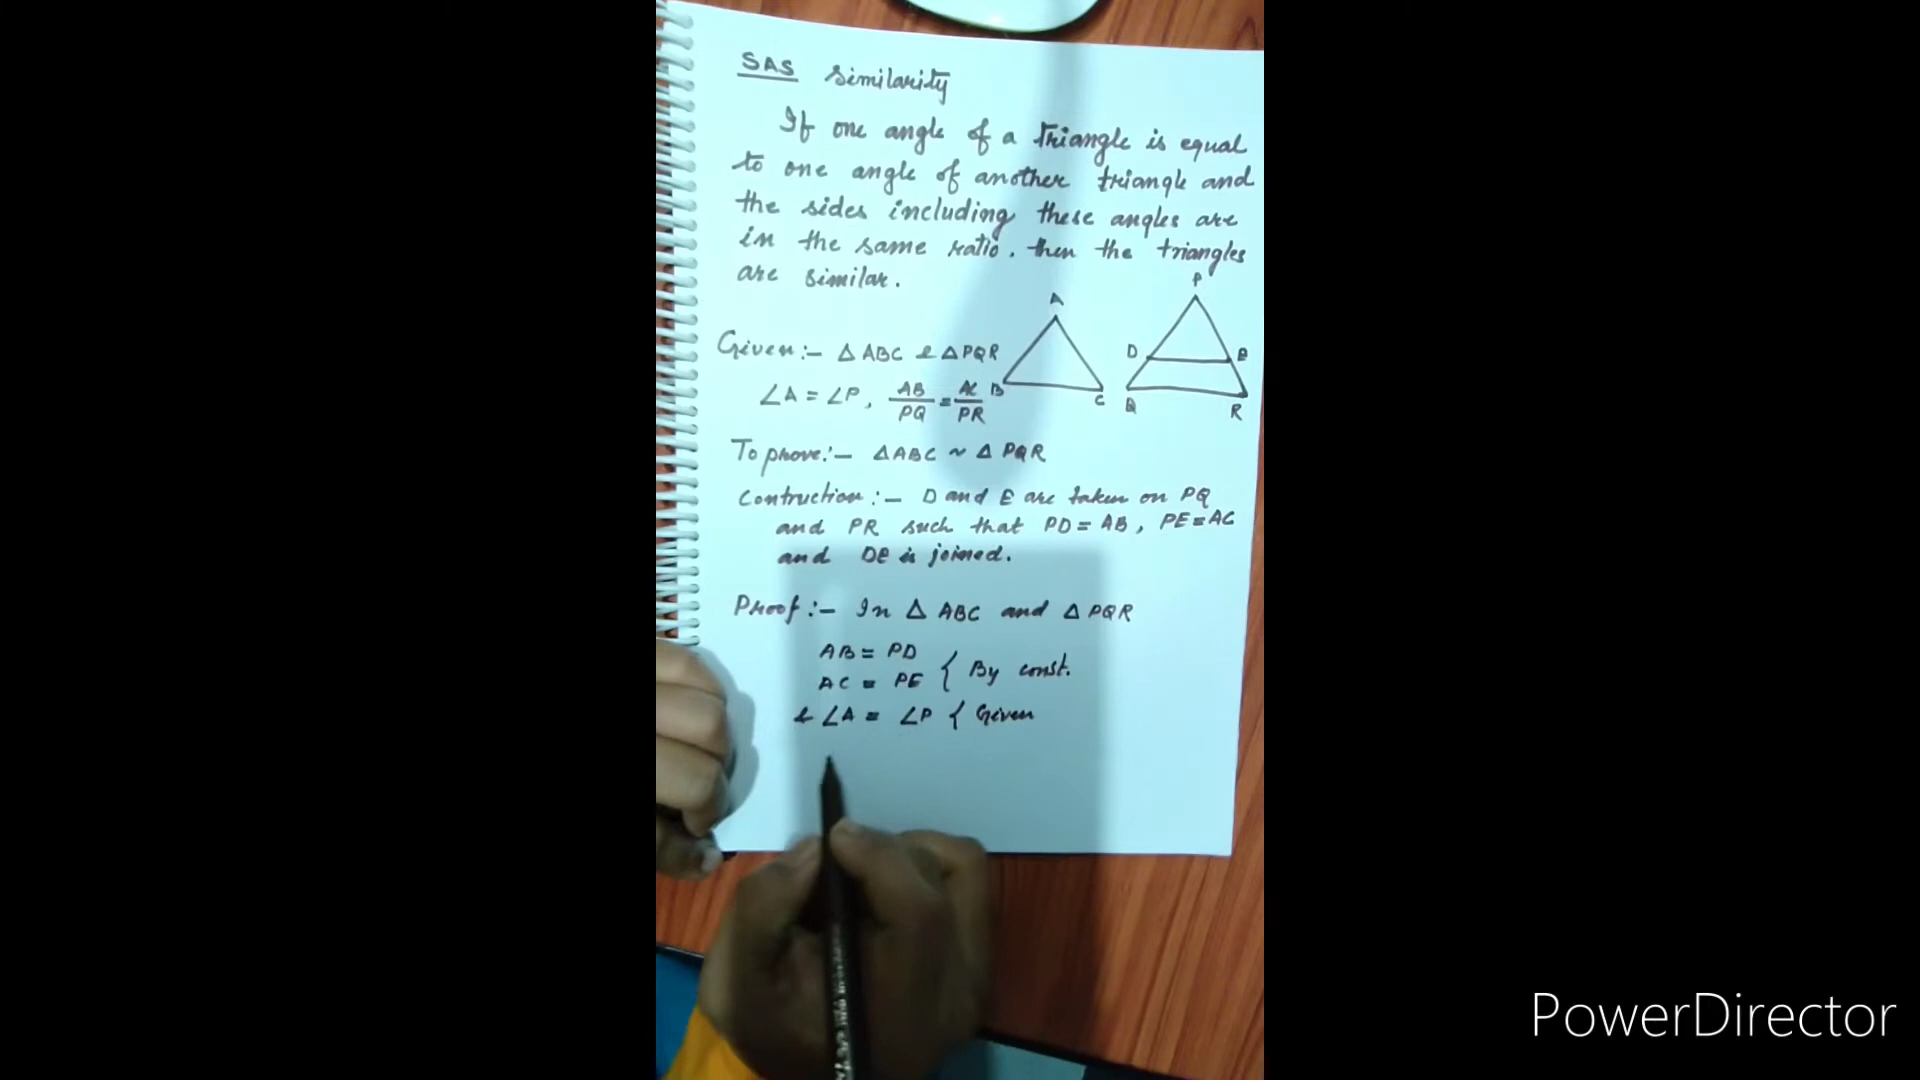 SAS Similarity
If one angle of a triangle is equal
to one angle of another triangle and
the sides including these angles are
in the same ratio. then the triangles
are similar.
Given :- △ ABC & △ PQR
∠A = ∠P, AB/PQ = AC/PR
A
B
C
P
D
E
Q
R
To prove :- △ABC ~ △ PQR
Contruction :- D and E are taken on PQ
and PR such that PD = AB, PE = AC
and DE is joined.
Proof :- In △ ABC and △ PQR
AB = PD
AC = PE { By const.
& ∠A = ∠P { Given
PowerDirector